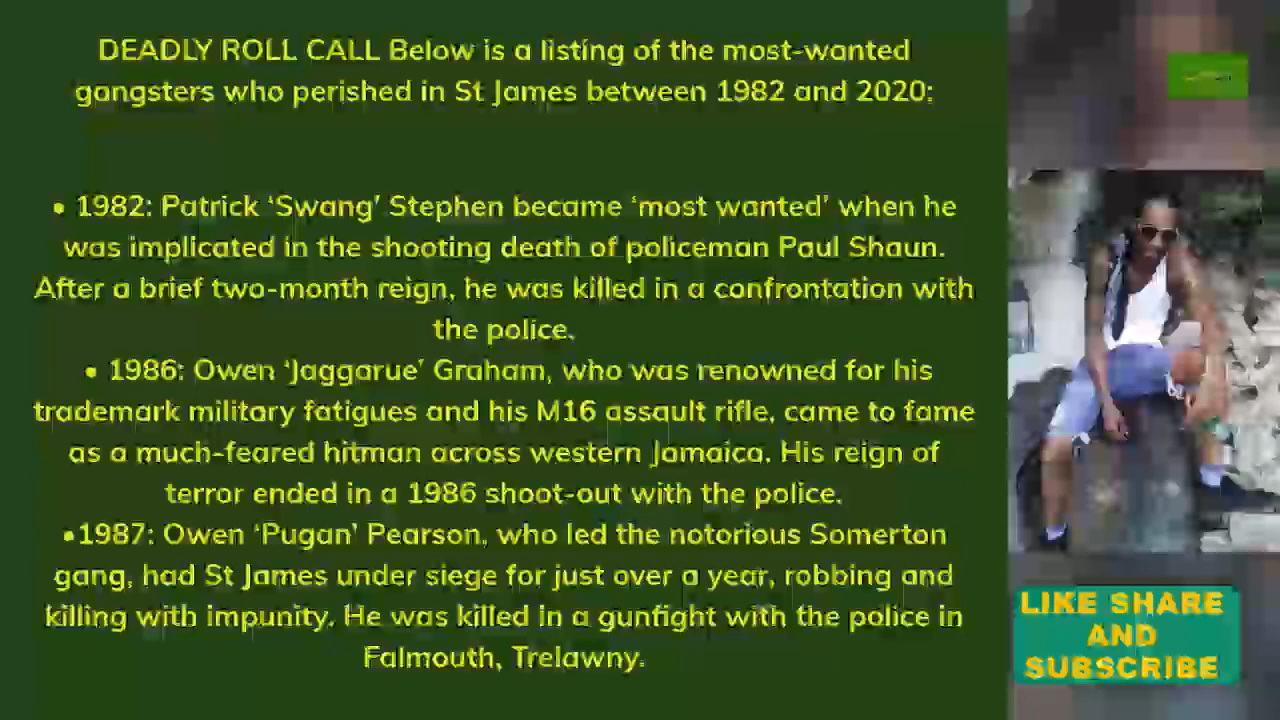 DEADLY ROLL CALL Below is a listing of the most-wanted
gangsters who perished in St James between 1982 and 2020:
• 1982: Patrick ‘Swang’ Stephen became ‘most wanted’ when he
was implicated in the shooting death of policeman Paul Shaun.
After a brief two-month reign, he was killed in a confrontation with
the police.
• 1986: Owen ‘Jaggarue’ Graham, who was renowned for his
trademark military fatigues and his M16 assault rifle, came to fame
as a much-feared hitman across western Jamaica. His reign of
terror ended in a 1986 shoot-out with the police.
•1987: Owen ‘Pugan’ Pearson, who led the notorious Somerton
gang, had St James under siege for just over a year, robbing and
killing with impunity. He was killed in a gunfight with the police in
Falmouth, Trelawny.
LIKE SHARE
AND
SUBSCRIBE